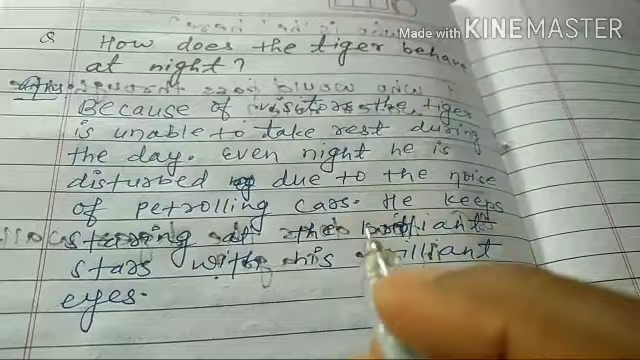 Made with KINEMASTER
Q How does the tiger behave
at night?
Ans.
Because of visitors the tiger
is unable to take rest during
the day. Even night he is
disturbed due to the noise
of petrolling cars. He keeps
staring at the brilliant
stars with his brilliant
eyes.